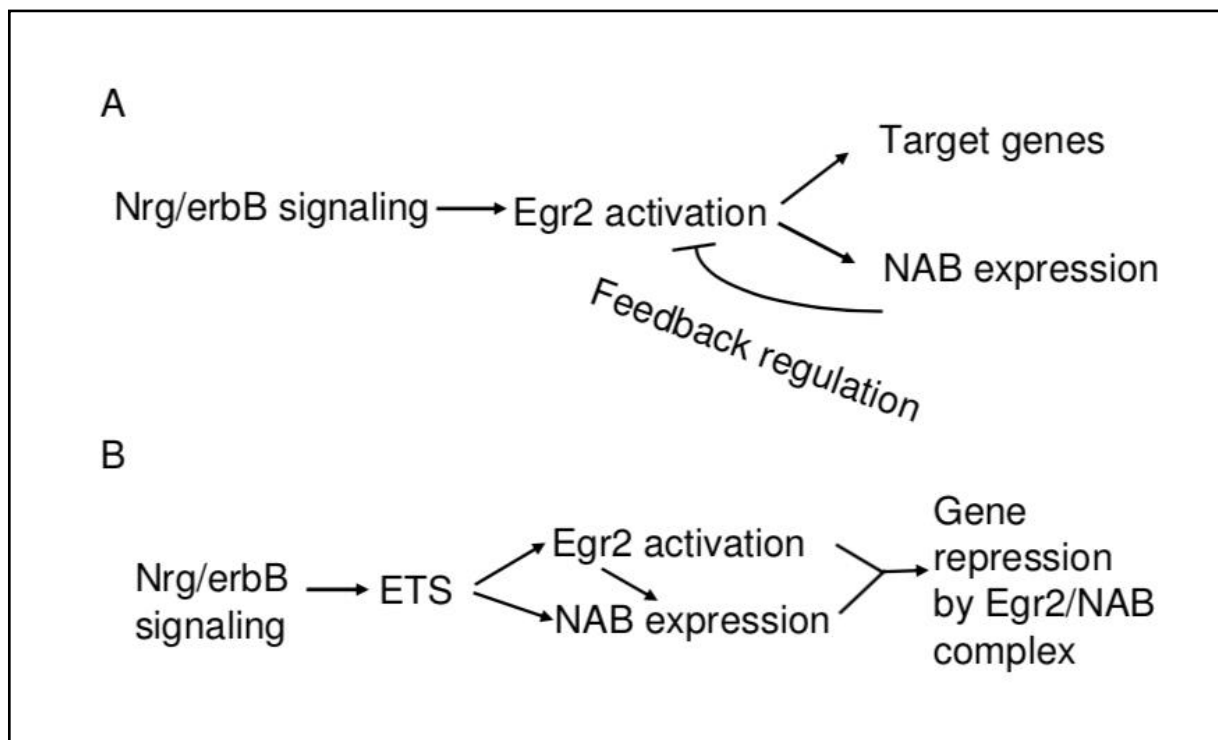 A
Target genes
Nrg/erbB signaling
Egr2 activation
NAB expression
Feedback regulation
B
Nrg/erbB
signaling
ETS
Egr2 activation
NAB expression
Gene
repression
by Egr2/NAB
complex